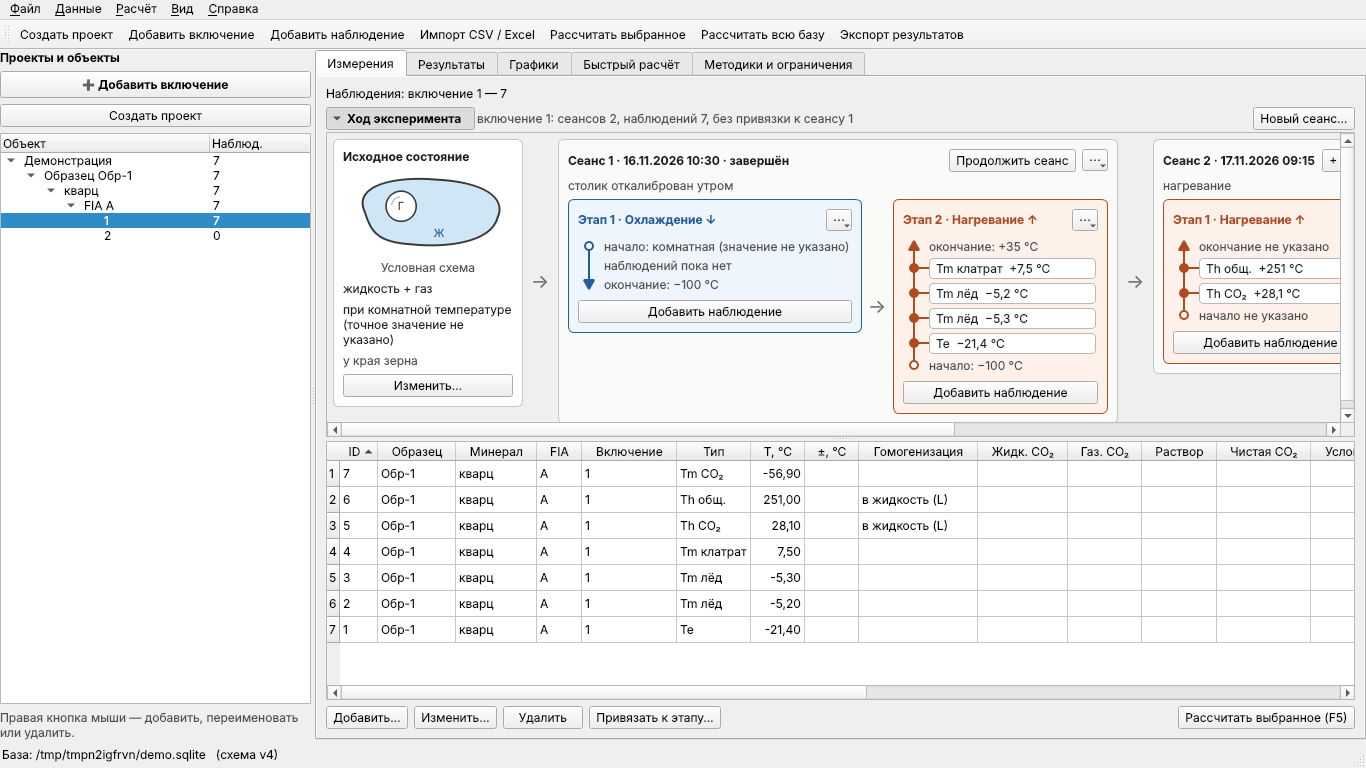 Файл Данные Расчёт Вид Справка
Создать проект Добавить включение Добавить наблюдение Импорт CSV / Excel Рассчитать выбранное Рассчитать всю базу Экспорт результатов
Проекты и объекты
➕ Добавить включение
Создать проект
Объект Наблюд.
Демонстрация 7
Образец Обр-1 7
кварц 7
FIA A 7
1 7
2 0
Правая кнопка мыши — добавить, переименовать
или удалить.
Измерения Результаты Графики Быстрый расчёт Методики и ограничения
Наблюдения: включение 1 — 7
Ход эксперимента включение 1: сеансов 2, наблюдений 7, без привязки к сеансу 1 Новый сеанс...
Исходное состояние
Г
Ж
Условная схема
жидкость + газ
при комнатной температуре
(точное значение не
указано)
у края зерна
Изменить...
→
Сеанс 1 · 16.11.2026 10:30 · завершён Продолжить сеанс ...
столик откалиброван утром
Этап 1 · Охлаждение ↓ ...
начало: комнатная (значение не указано)
наблюдений пока нет
окончание: −100 °C
Добавить наблюдение
→
Этап 2 · Нагревание ↑ ...
окончание: +35 °C
Tm клатрат +7,5 °C
Tm лёд −5,2 °C
Tm лёд −5,3 °C
Te −21,4 °C
начало: −100 °C
Добавить наблюдение
→
Сеанс 2 · 17.11.2026 09:15 +
нагревание
Этап 1 · Нагревание ↑
окончание не указано
Th общ. +251 °C
Th CO₂ +28,1 °C
начало не указано
Добавить наблюдение
ID Образец Минерал FIA Включение Тип T, °C ±, °C Гомогенизация Жидк. CO₂ Газ. CO₂ Раствор Чистая CO₂
1 7 Обр-1 кварц A 1 Tm CO₂ -56,90
2 6 Обр-1 кварц A 1 Th общ. 251,00 в жидкость (L)
3 5 Обр-1 кварц A 1 Th CO₂ 28,10 в жидкость (L)
4 4 Обр-1 кварц A 1 Tm клатрат 7,50
5 3 Обр-1 кварц A 1 Tm лёд -5,30
6 2 Обр-1 кварц A 1 Tm лёд -5,20
7 1 Обр-1 кварц A 1 Te -21,40
Добавить... Изменить... Удалить Привязать к этапу... Рассчитать выбранное (F5)
База: /tmp/tmpn2igfrvn/demo.sqlite (схема v4)